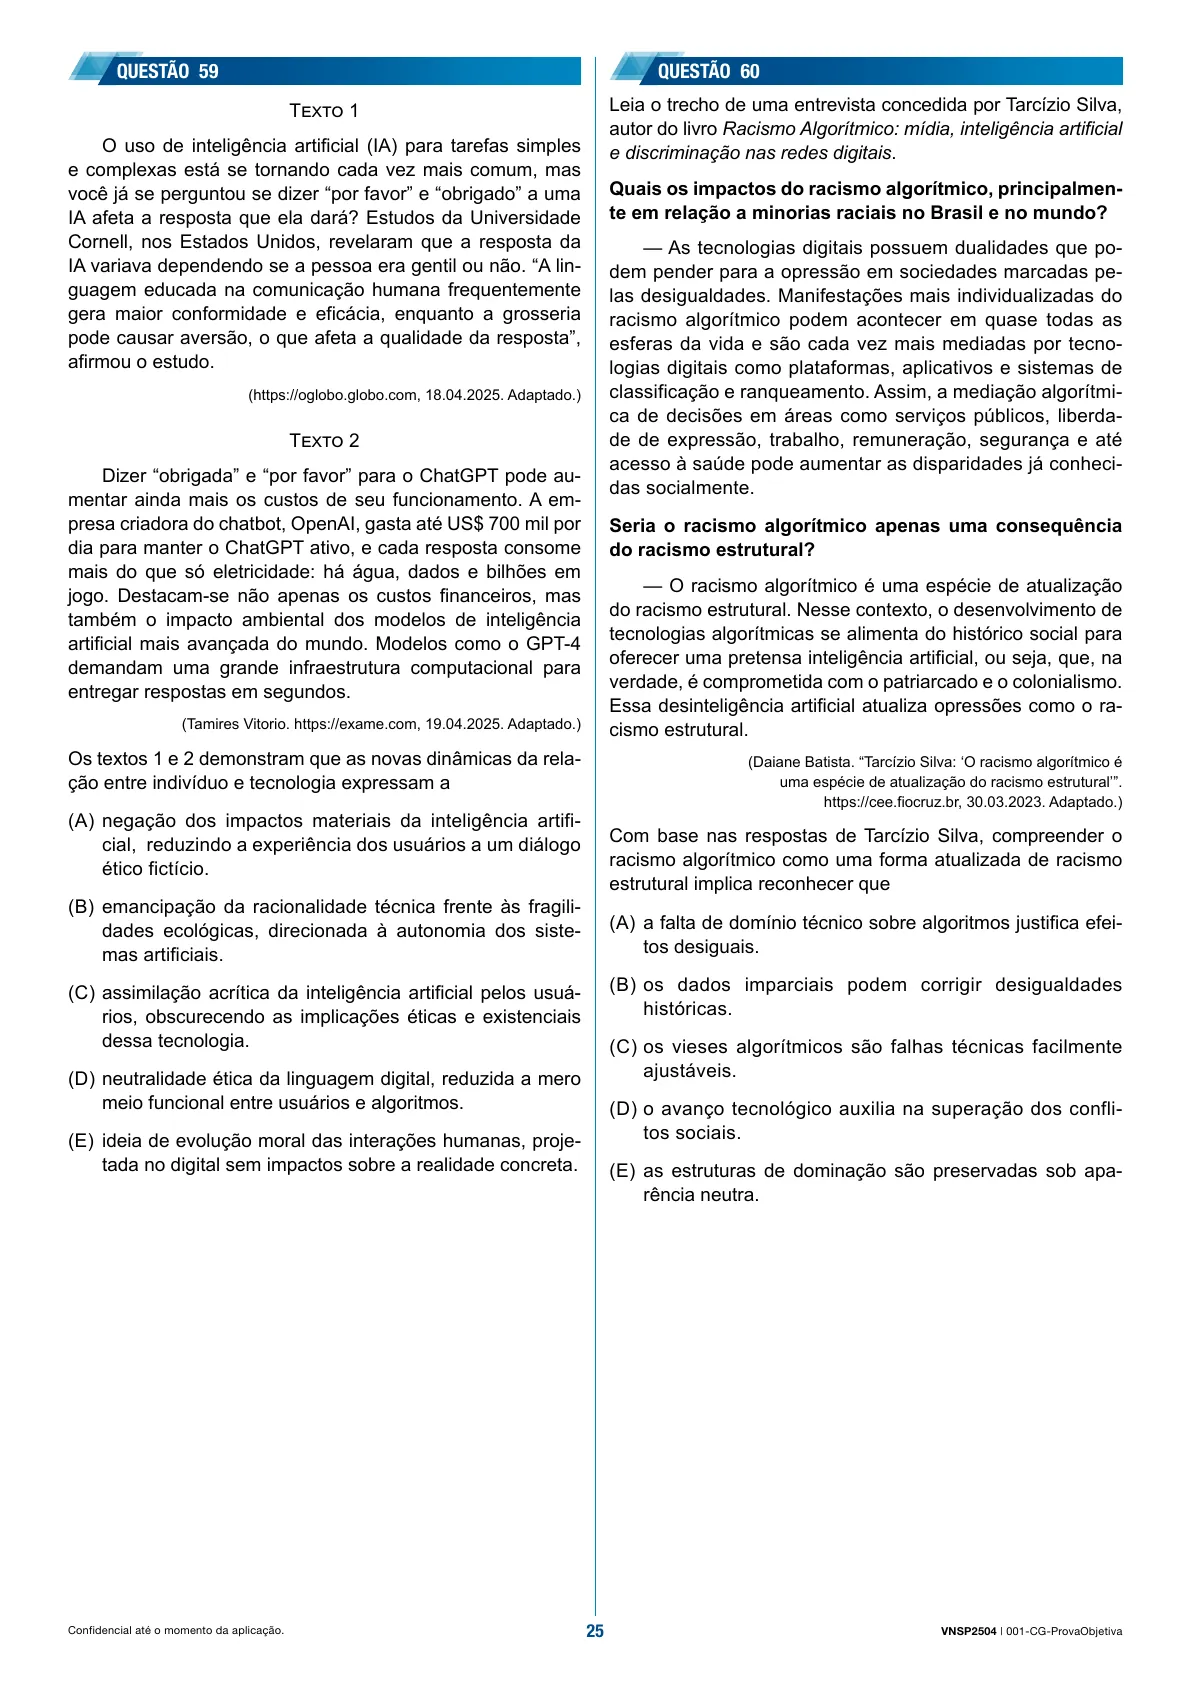 QUESTÃO 59
TEXTO 1
O uso de inteligência artificial (IA) para tarefas simples
e complexas está se tornando cada vez mais comum, mas
você já se perguntou se dizer “por favor” e “obrigado” a uma
IA afeta a resposta que ela dará? Estudos da Universidade
Cornell, nos Estados Unidos, revelaram que a resposta da
IA variava dependendo se a pessoa era gentil ou não. “A lin-
guagem educada na comunicação humana frequentemente
gera maior conformidade e eficácia, enquanto a grosseria
pode causar aversão, o que afeta a qualidade da resposta”,
afirmou o estudo.
(https://oglobo.globo.com, 18.04.2025. Adaptado.)
TEXTO 2
Dizer “obrigada” e “por favor” para o ChatGPT pode au-
mentar ainda mais os custos de seu funcionamento. A em-
presa criadora do chatbot, OpenAI, gasta até US$ 700 mil por
dia para manter o ChatGPT ativo, e cada resposta consome
mais do que só eletricidade: há água, dados e bilhões em
jogo. Destacam-se não apenas os custos financeiros, mas
também o impacto ambiental dos modelos de inteligência
artificial mais avançada do mundo. Modelos como o GPT-4
demandam uma grande infraestrutura computacional para
entregar respostas em segundos.
(Tamires Vitorio. https://exame.com, 19.04.2025. Adaptado.)
Os textos 1 e 2 demonstram que as novas dinâmicas da rela-
ção entre indivíduo e tecnologia expressam a
(A) negação dos impactos materiais da inteligência artifi-
cial, reduzindo a experiência dos usuários a um diálogo
ético fictício.
(B) emancipação da racionalidade técnica frente às fragili-
dades ecológicas, direcionada à autonomia dos siste-
mas artificiais.
(C) assimilação acrítica da inteligência artificial pelos usuá-
rios, obscurecendo as implicações éticas e existenciais
dessa tecnologia.
(D) neutralidade ética da linguagem digital, reduzida a mero
meio funcional entre usuários e algoritmos.
(E) ideia de evolução moral das interações humanas, proje-
tada no digital sem impactos sobre a realidade concreta.
QUESTÃO 60
Leia o trecho de uma entrevista concedida por Tarcízio Silva,
autor do livro Racismo Algorítmico: mídia, inteligência artificial
e discriminação nas redes digitais.
Quais os impactos do racismo algorítmico, principalmen-
te em relação a minorias raciais no Brasil e no mundo?
— As tecnologias digitais possuem dualidades que po-
dem pender para a opressão em sociedades marcadas pe-
las desigualdades. Manifestações mais individualizadas do
racismo algorítmico podem acontecer em quase todas as
esferas da vida e são cada vez mais mediadas por tecno-
logias digitais como plataformas, aplicativos e sistemas de
classificação e ranqueamento. Assim, a mediação algorítmi-
ca de decisões em áreas como serviços públicos, liberda-
de de expressão, trabalho, remuneração, segurança e até
acesso à saúde pode aumentar as disparidades já conheci-
das socialmente.
Seria o racismo algorítmico apenas uma consequência
do racismo estrutural?
— O racismo algorítmico é uma espécie de atualização
do racismo estrutural. Nesse contexto, o desenvolvimento de
tecnologias algorítmicas se alimenta do histórico social para
oferecer uma pretensa inteligência artificial, ou seja, que, na
verdade, é comprometida com o patriarcado e o colonialismo.
Essa desinteligência artificial atualiza opressões como o ra-
cismo estrutural.
(Daiane Batista. “Tarcízio Silva: ‘O racismo algorítmico é
uma espécie de atualização do racismo estrutural’”.
https://cee.fiocruz.br, 30.03.2023. Adaptado.)
Com base nas respostas de Tarcízio Silva, compreender o
racismo algorítmico como uma forma atualizada de racismo
estrutural implica reconhecer que
(A) a falta de domínio técnico sobre algoritmos justifica efei-
tos desiguais.
(B) os dados imparciais podem corrigir desigualdades
históricas.
(C) os vieses algorítmicos são falhas técnicas facilmente
ajustáveis.
(D) o avanço tecnológico auxilia na superação dos confli-
tos sociais.
(E) as estruturas de dominação são preservadas sob apa-
rência neutra.
Confidencial até o momento da aplicação.
25
VNSP2504 | 001-CG-ProvaObjetiva